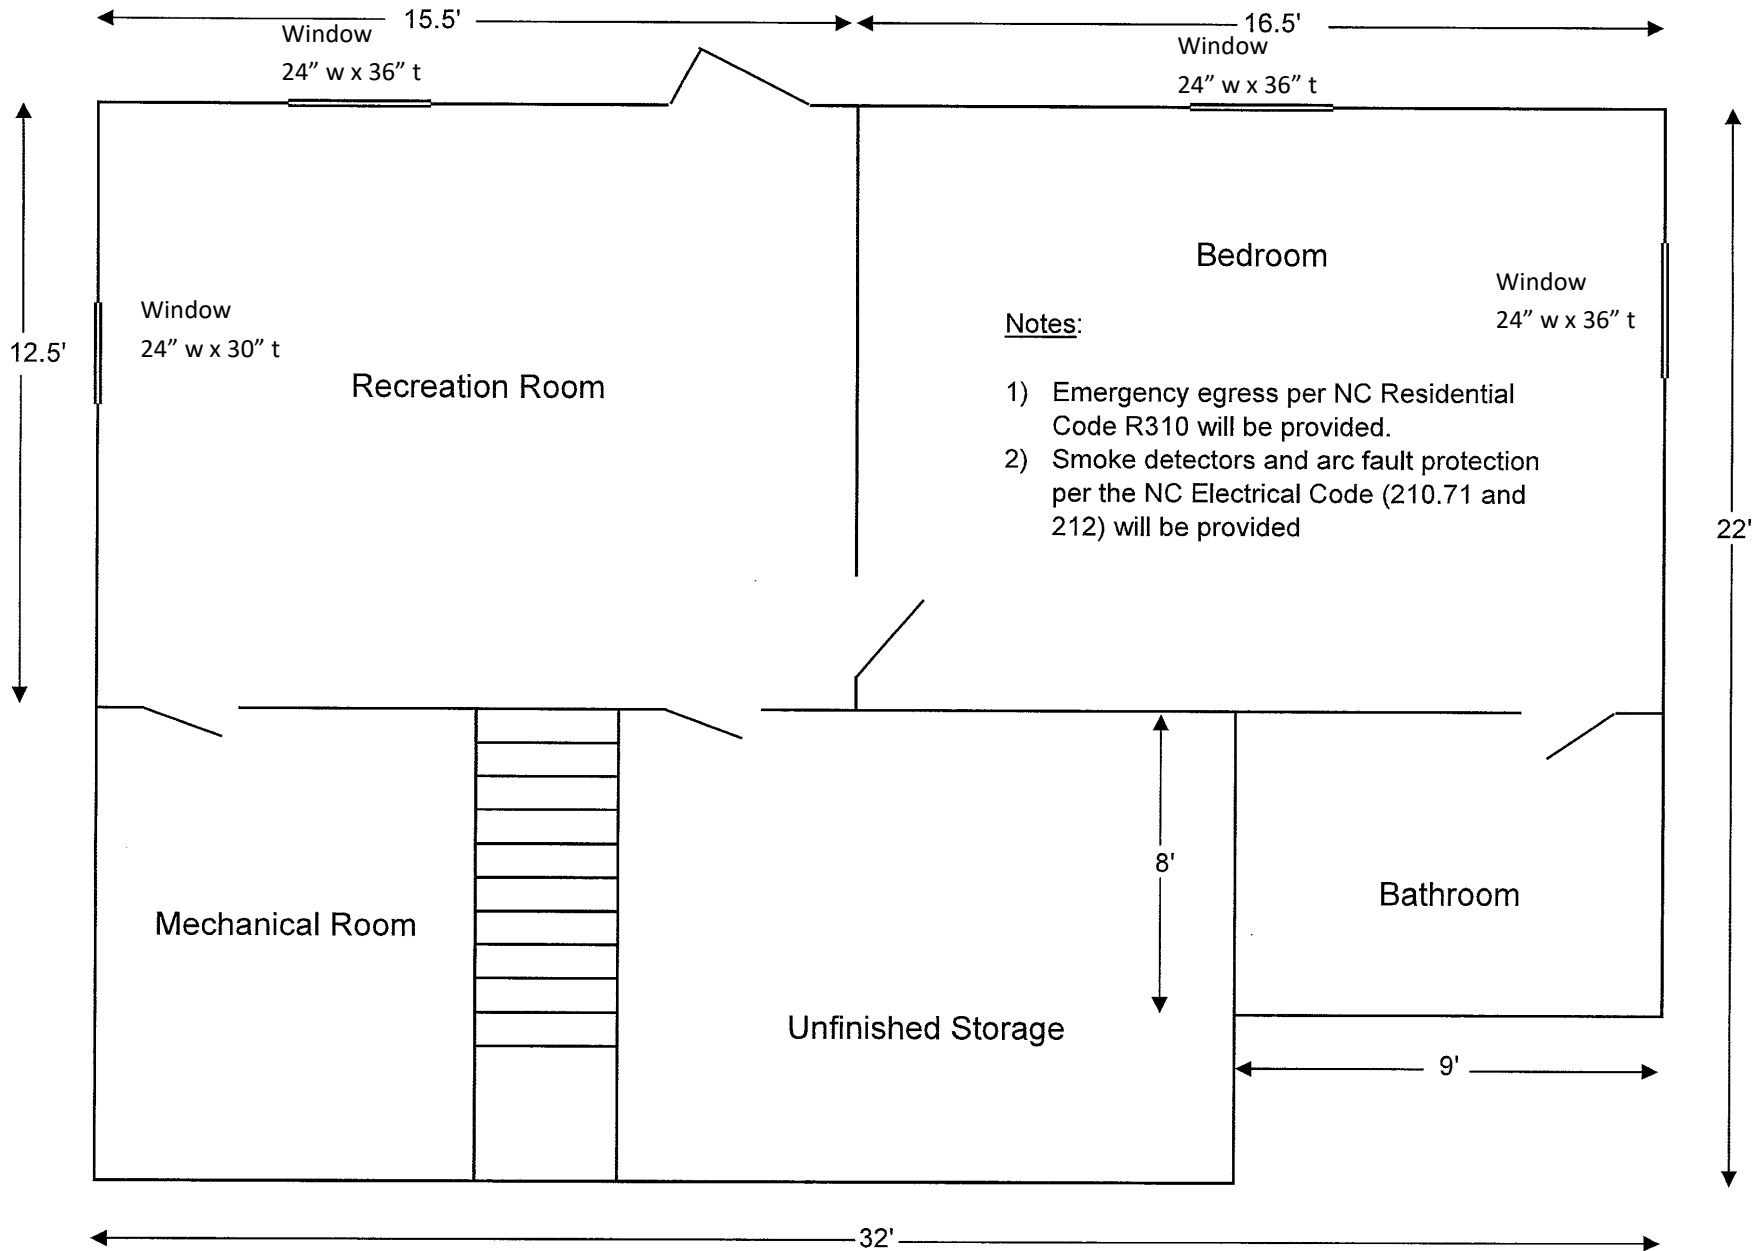 15.5'
16.5'
Window
24” w x 36” t
Window
24” w x 36” t
Bedroom
Window
24” w x 36” t
Window
24” w x 30” t
12.5'
Recreation Room
Notes:
1) Emergency egress per NC Residential
Code R310 will be provided.
2) Smoke detectors and arc fault protection
per the NC Electrical Code (210.71 and
212) will be provided
22'
8'
Bathroom
Mechanical Room
Unfinished Storage
9'
32'